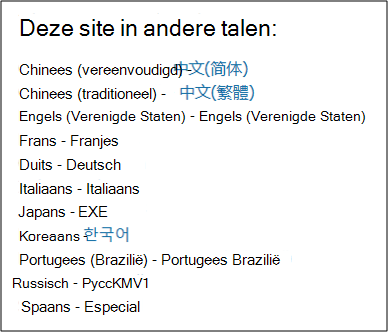 Deze site in andere talen:
Chinees (vereenvoudigd) - 中文(简体)
Chinees (traditioneel) - 中文(繁體)
Engels (Verenigde Staten) - Engels (Verenigde Staten)
Frans - Franjes
Duits - Deutsch
Italiaans - Italiaans
Japans - EXE
Koreaans 한국어
Portugees (Brazilië) - Portugees Brazilië
Russisch - PyccKMV1
Spaans - Especial